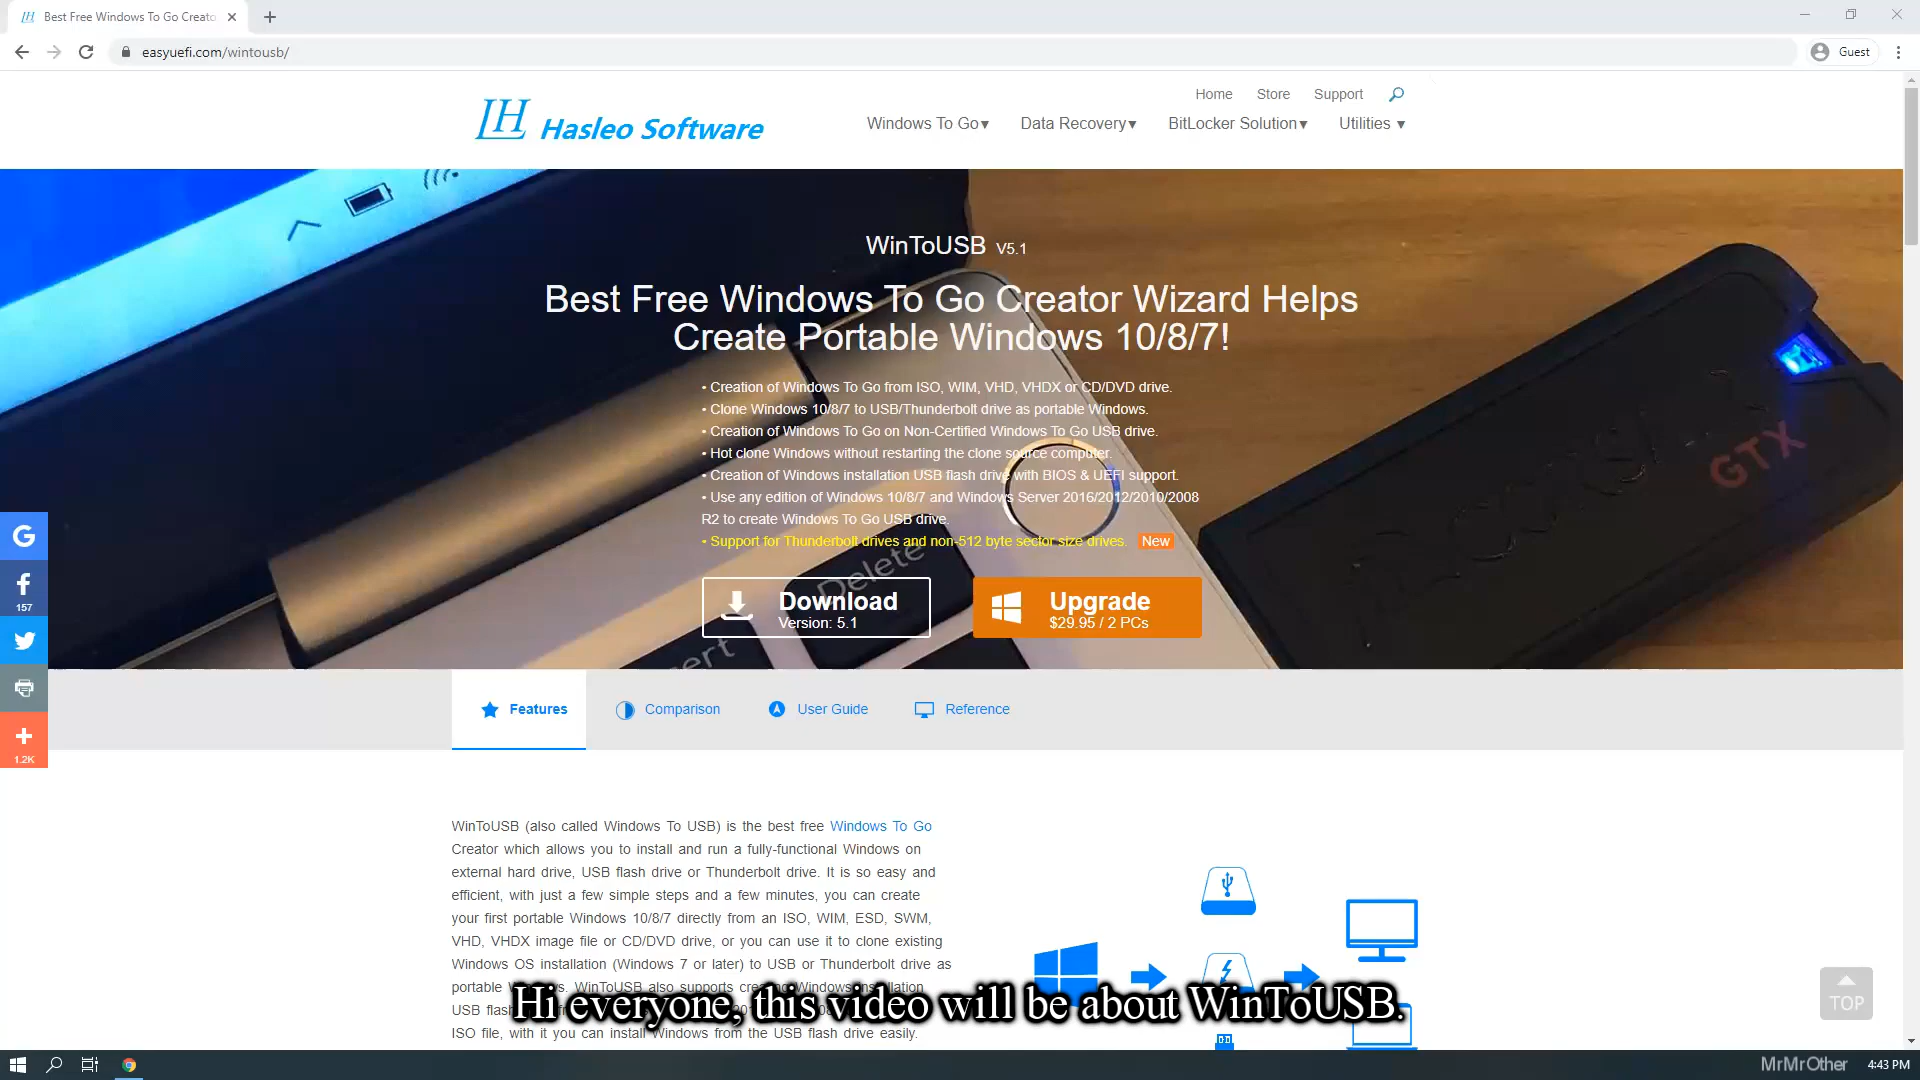 Best Free Windows To Go Creato
easyuefi.com/wintousb/
Guest
Home Store Support
LH Hasleo Software
Windows To Go▾ Data Recovery▾ BitLocker Solution▾ Utilities ▾
WinToUSB V5.1
Best Free Windows To Go Creator Wizard Helps
Create Portable Windows 10/8/7!
• Creation of Windows To Go from ISO, WIM, VHD, VHDX or CD/DVD drive.
• Clone Windows 10/8/7 to USB/Thunderbolt drive as portable Windows.
• Creation of Windows To Go on Non-Certified Windows To Go USB drive.
• Hot clone Windows without restarting the clone source computer.
• Creation of Windows installation USB flash drive with BIOS & UEFI support.
• Use any edition of Windows 10/8/7 and Windows Server 2016/2012/2010/2008
R2 to create Windows To Go USB drive.
• Support for Thunderbolt drives and non-512 byte sector size drives. New
GTX
Delete
Download
Version: 5.1
Upgrade
$29.95 / 2 PCs
157
1.2K
Features Comparison User Guide Reference
WinToUSB (also called Windows To USB) is the best free Windows To Go
Creator which allows you to install and run a fully-functional Windows on
external hard drive, USB flash drive or Thunderbolt drive. It is so easy and
efficient, with just a few simple steps and a few minutes, you can create
your first portable Windows 10/8/7 directly from an ISO, WIM, ESD, SWM,
VHD, VHDX image file or CD/DVD drive, or you can use it to clone existing
Windows OS installation (Windows 7 or later) to USB or Thunderbolt drive as
portable WinToUSB also supports
USB
ISO file, with it you can install Windows from the USB flash drive easily.
TOP
Hi everyone, this video will be about WinToUSB.
MrMrOther 4:43 PM